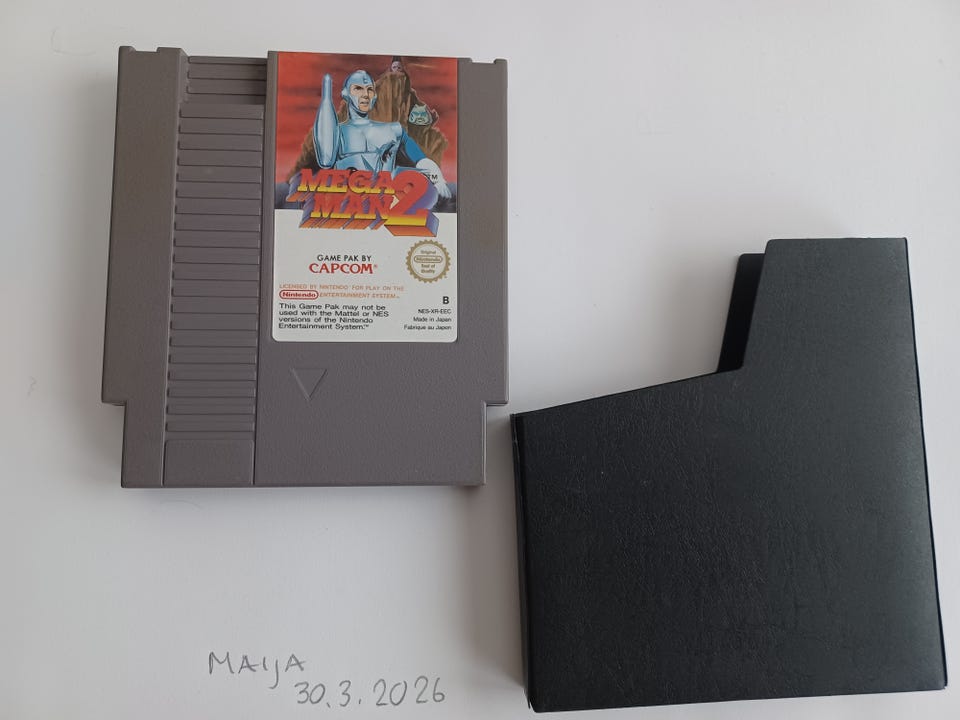 MEGA
MAN 2
™
GAME PAK BY
CAPCOM®
Original
Nintendo
Seal of
Quality
LICENSED BY NINTENDO® FOR PLAY ON THE
Nintendo ENTERTAINMENT SYSTEM™
This Game Pak may not be
used with the Mattel or NES
versions of the Nintendo
Entertainment System.™
B
NES-XR-EEC
Made in Japan
Fabriqué au Japon
MAIJA
30.3.2026